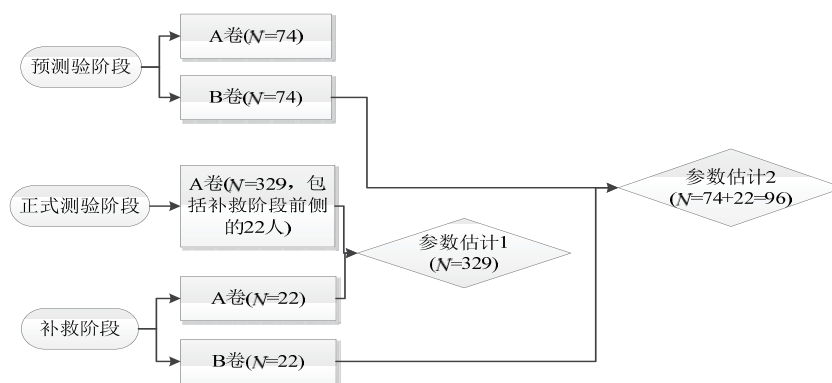 A卷(N=74)
预测验阶段
B卷(N=74)
A卷(N=329，包
括补救阶段前侧
的22人)
正式测验阶段
参数估计2
(N=74+22=96)
参数估计1
(N=329)
A卷(N=22)
补救阶段
B卷(N=22)